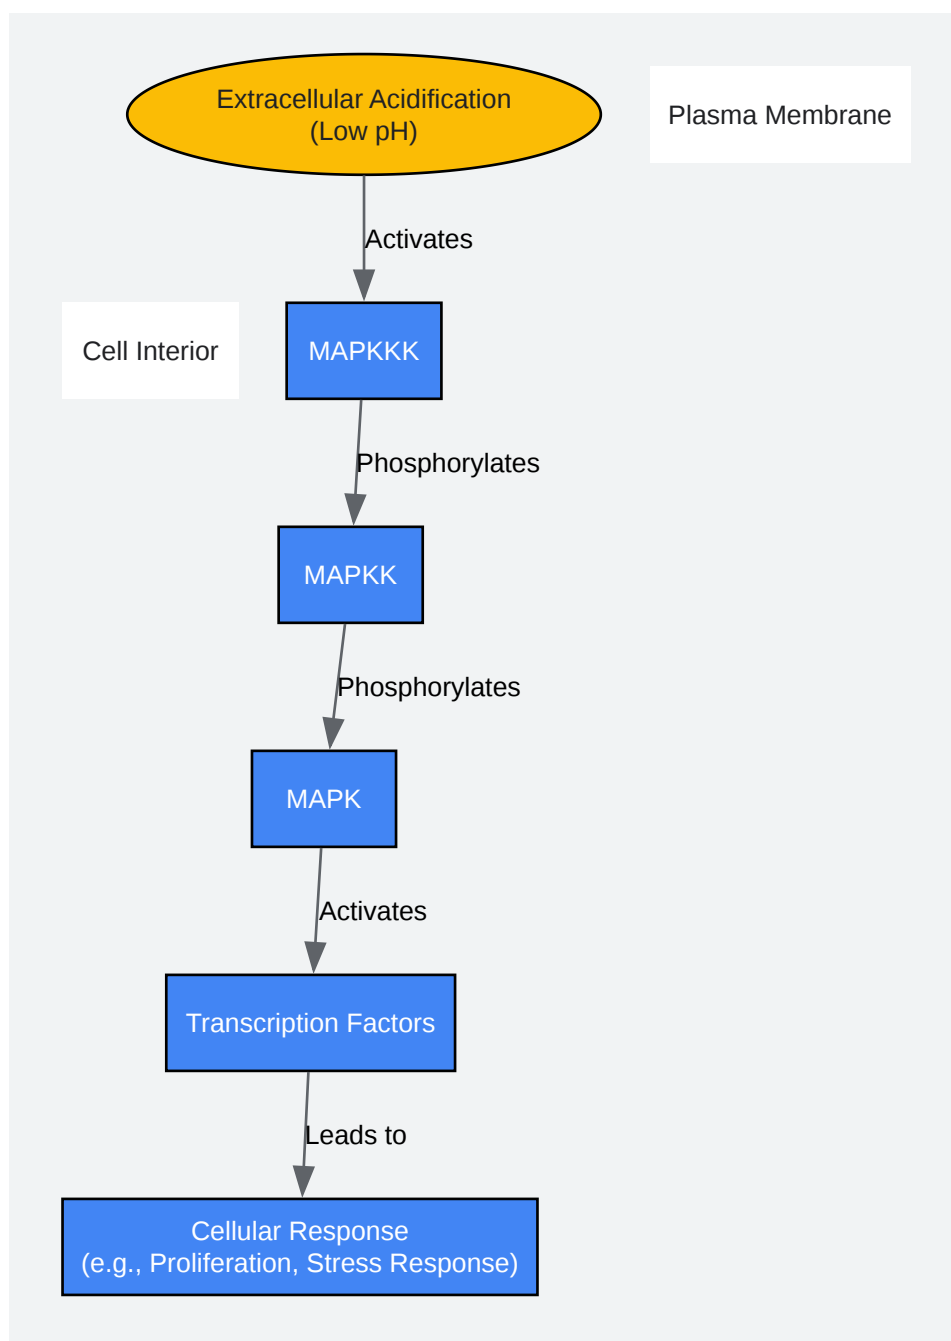 Extracellular Acidification
(Low pH)
Plasma Membrane
Activates
Cell Interior
MAPKKK
Phosphorylates
MAPKK
Phosphorylates
MAPK
Activates
Transcription Factors
Leads to
Cellular Response
(e.g., Proliferation, Stress Response)